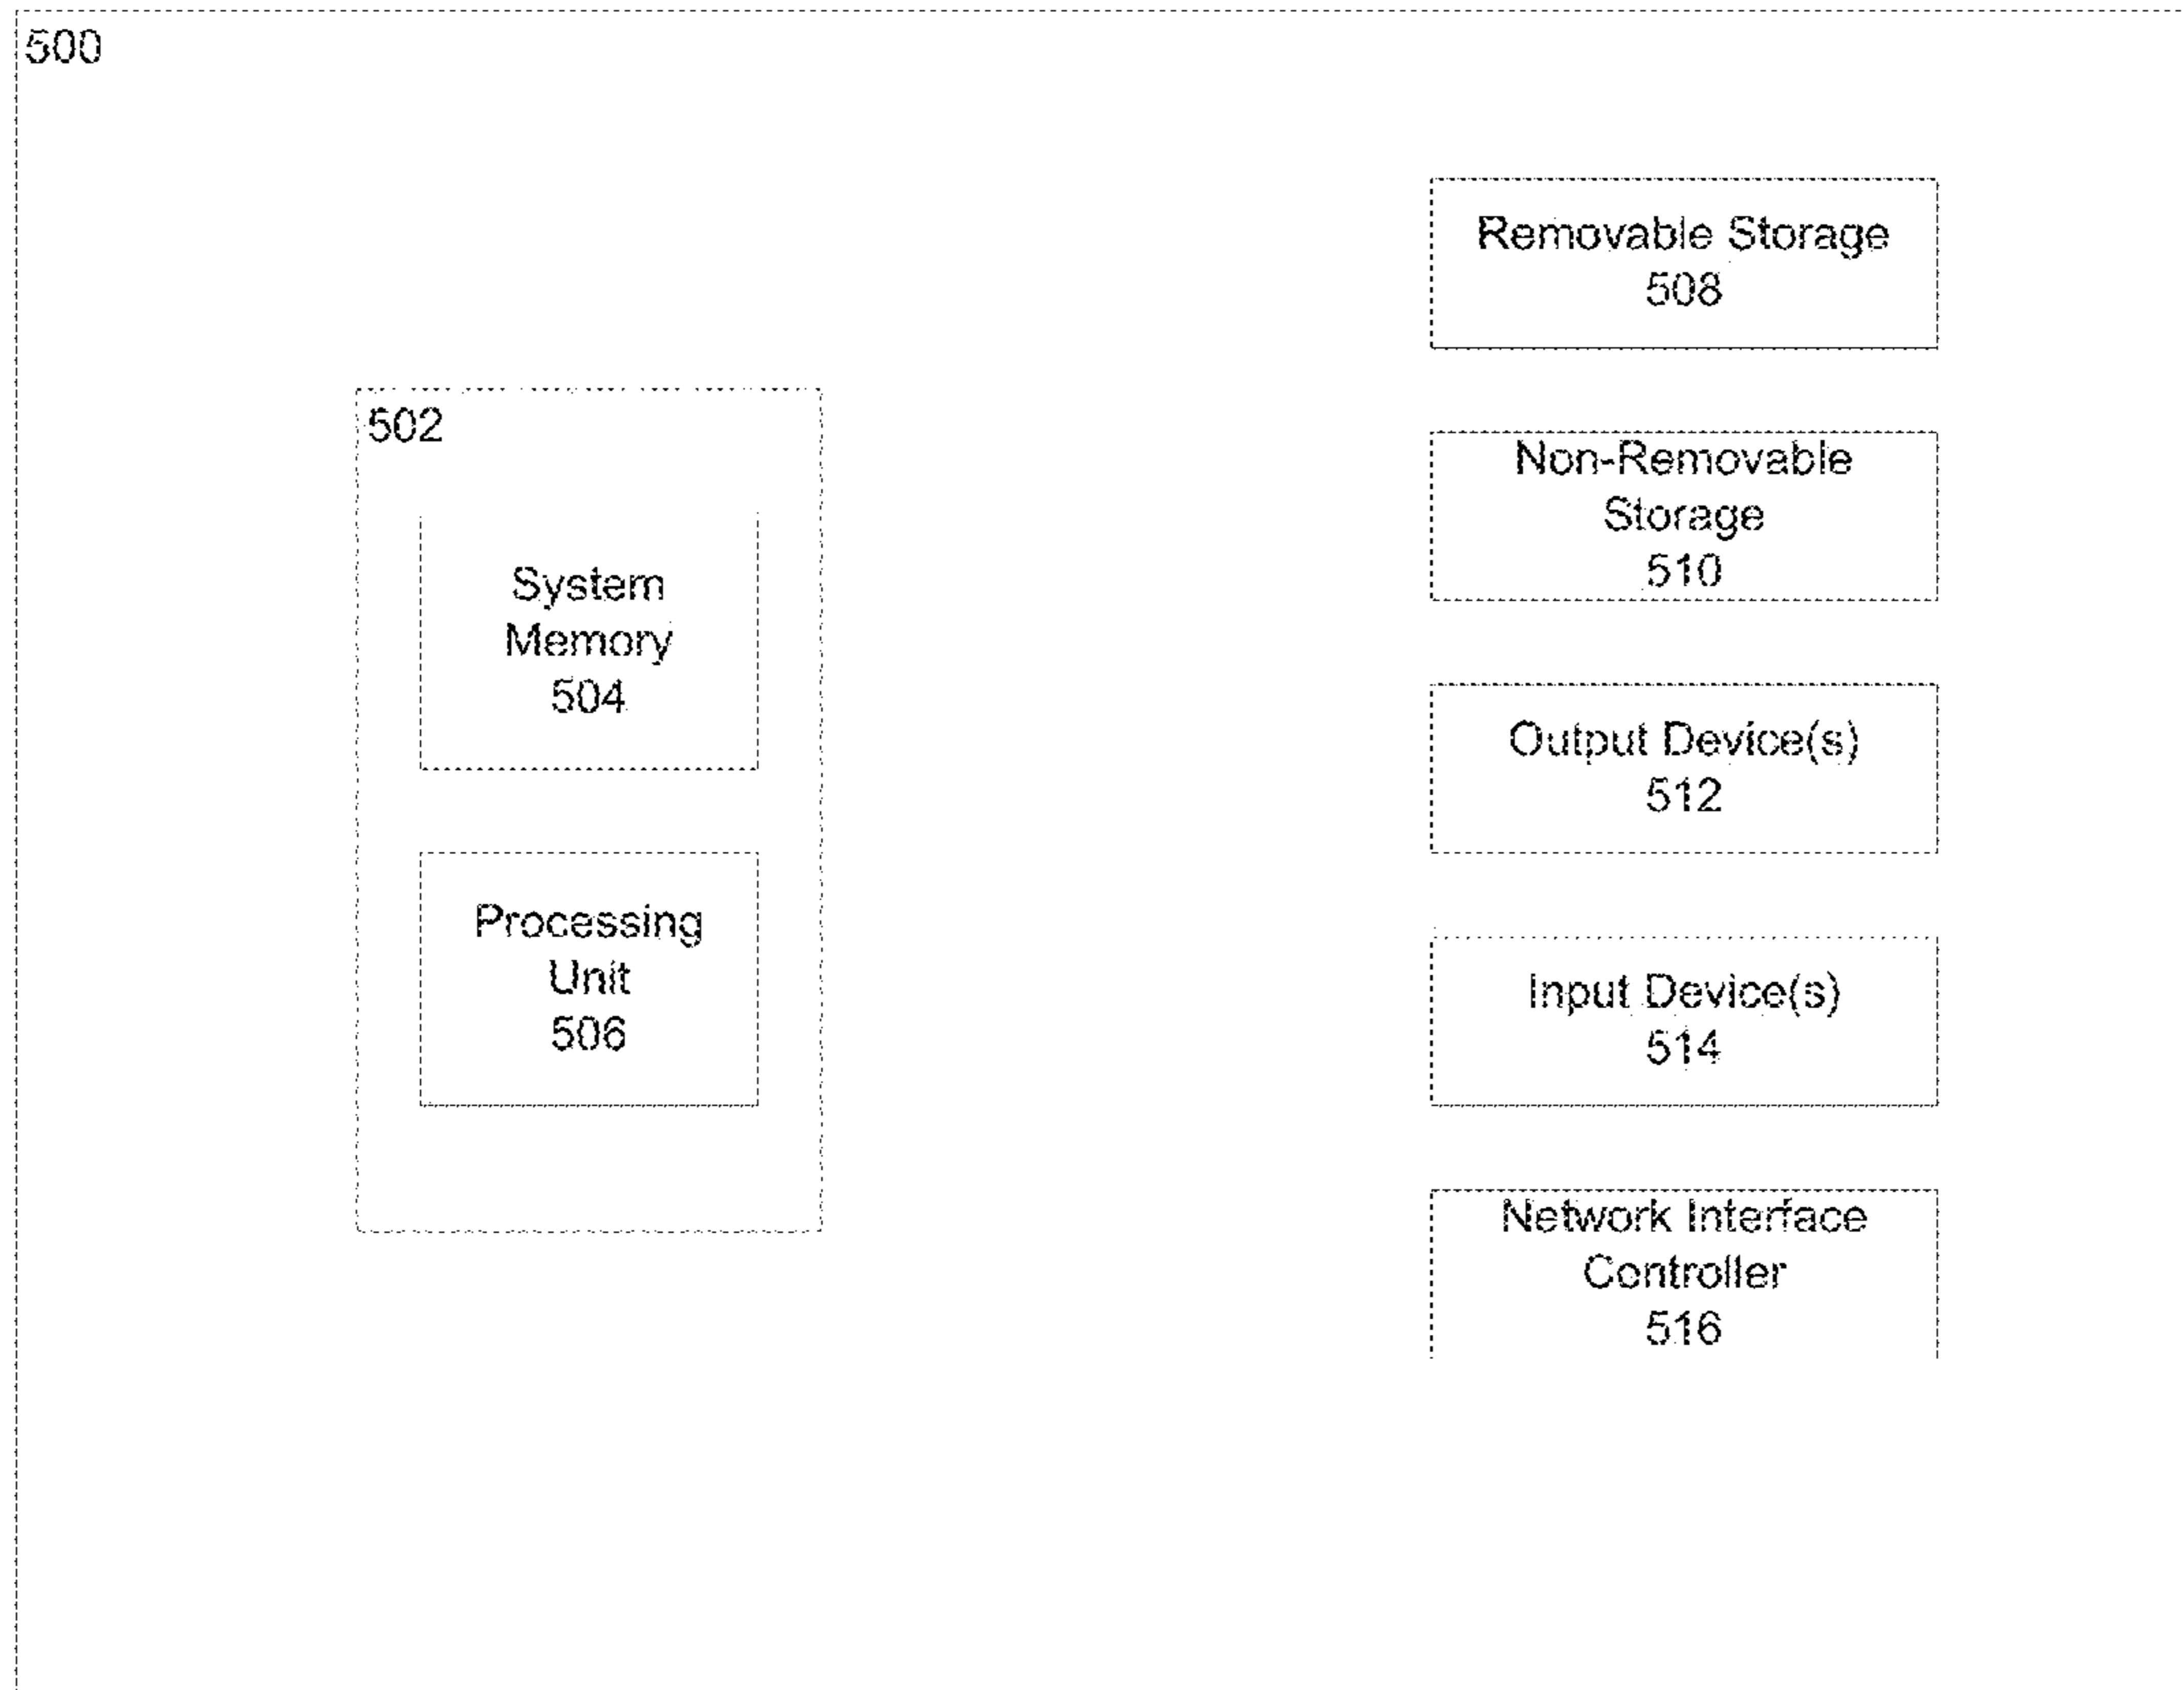 500
502
System
Memory
504
Processing
Unit
506
Removable Storage
508
Non-Removable
Storage
510
Output Device(s)
512
Input Device(s)
514
Network Interface
Controller
516